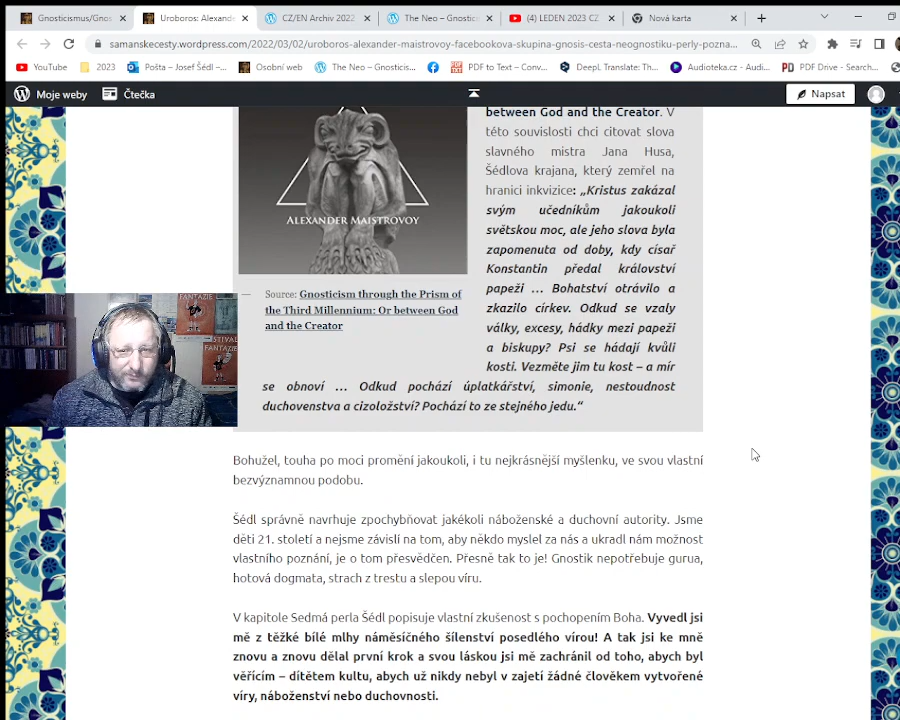 Gnosticismus/Gnos
Uroboros: Alexande
CZ/EN Archiv 2022
The Neo – Gnostic
(4) LEDEN 2023 CZ
Nová karta
samanskecesty.wordpress.com/2022/03/02/uroboros-alexander-maistrovoy-facebookova-skupina-gnosis-cesta-neognostiku-perly-pozna...
YouTube
2023
Pošta – Josef Šédl –...
Osobní web
The Neo – Gnostic...
PDF to Text – Conv...
DeepL Translate: Th...
Audioteka.cz - Audi...
PDF Drive - Search...
Moje weby
Čtečka
Napsat
ALEXANDER MAISTROVOY
Source: Gnosticism through the Prism of
the Third Millennium: Or between God
and the Creator
between God and the Creator. V
této souvislosti chci citovat slova
slavného mistra Jana Husa,
Šédlova krajana, který zemřel na
hranici inkvizice: „Kristus zakázal
svým učedníkům jakoukoli
světskou moc, ale jeho slova byla
zapomenuta od doby, kdy císař
Konstantin předal království
papeži ... Bohatství otrávilo a
zkazilo církev. Odkud se vzaly
války, excesy, hádky mezi papeži
a biskupy? Psi se hádají kvůli
kosti. Vezměte jim tu kost – a mír
se obnoví ... Odkud pochází úplatkářství, simonie, nestoudnost
duchovenstva a cizoložství? Pochází to ze stejného jedu.“
Bohužel, touha po moci promění jakoukoli, i tu nejkrásnější myšlenku, ve svou vlastní
bezvýznamnou podobu.
Šédl správně navrhuje zpochybňovat jakékoli náboženské a duchovní autority. Jsme
děti 21. století a nejsme závislí na tom, aby někdo myslel za nás a ukradl nám možnost
vlastního poznání, je o tom přesvědčen. Přesně tak to je! Gnostik nepotřebuje gurua,
hotová dogmata, strach z trestu a slepou víru.
V kapitole Sedmá perla Šédl popisuje vlastní zkušenost s pochopením Boha. Vyvedl jsi
mě z těžké bílé mlhy náměsíčného šílenství posedlého vírou! A tak jsi ke mně
znovu a znovu dělal první krok a svou láskou jsi mě zachránil od toho, abych byl
věřícím – dítětem kultu, abych už nikdy nebyl v zajetí žádné člověkem vytvořené
víry, náboženství nebo duchovnosti.